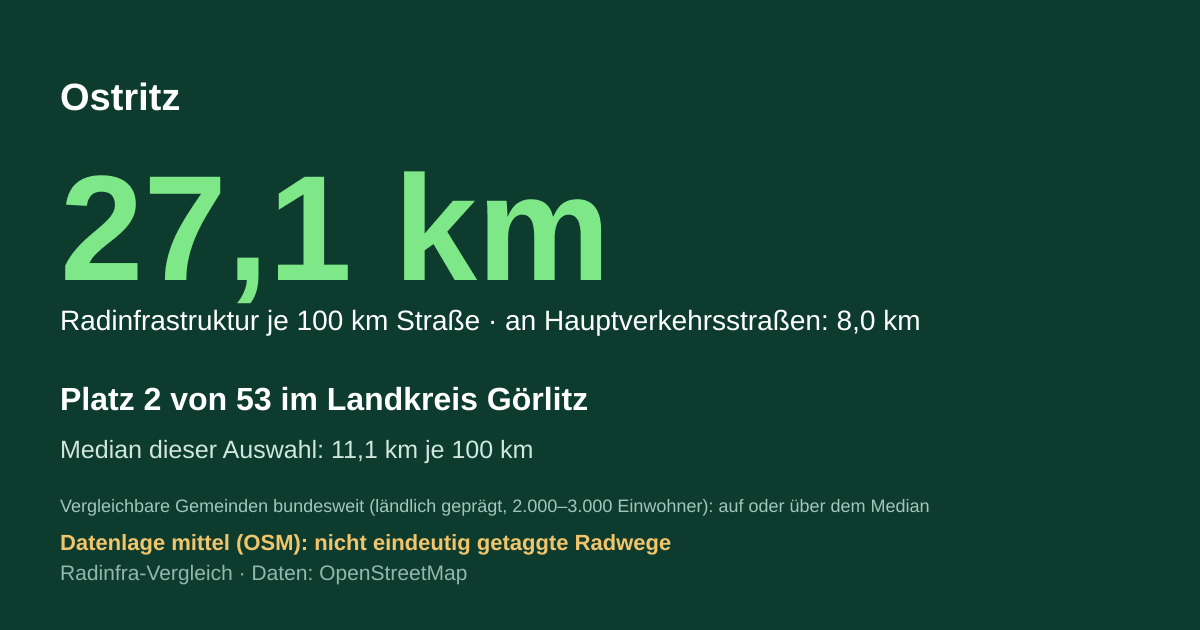 Ostritz
27,1 km
Radinfrastruktur je 100 km Straße · an Hauptverkehrsstraßen: 8,0 km
Platz 2 von 53 im Landkreis Görlitz
Median dieser Auswahl: 11,1 km je 100 km
Vergleichbare Gemeinden bundesweit (ländlich geprägt, 2.000–3.000 Einwohner): auf oder über dem Median
Datenlage mittel (OSM): nicht eindeutig getaggte Radwege
Radinfra-Vergleich · Daten: OpenStreetMap